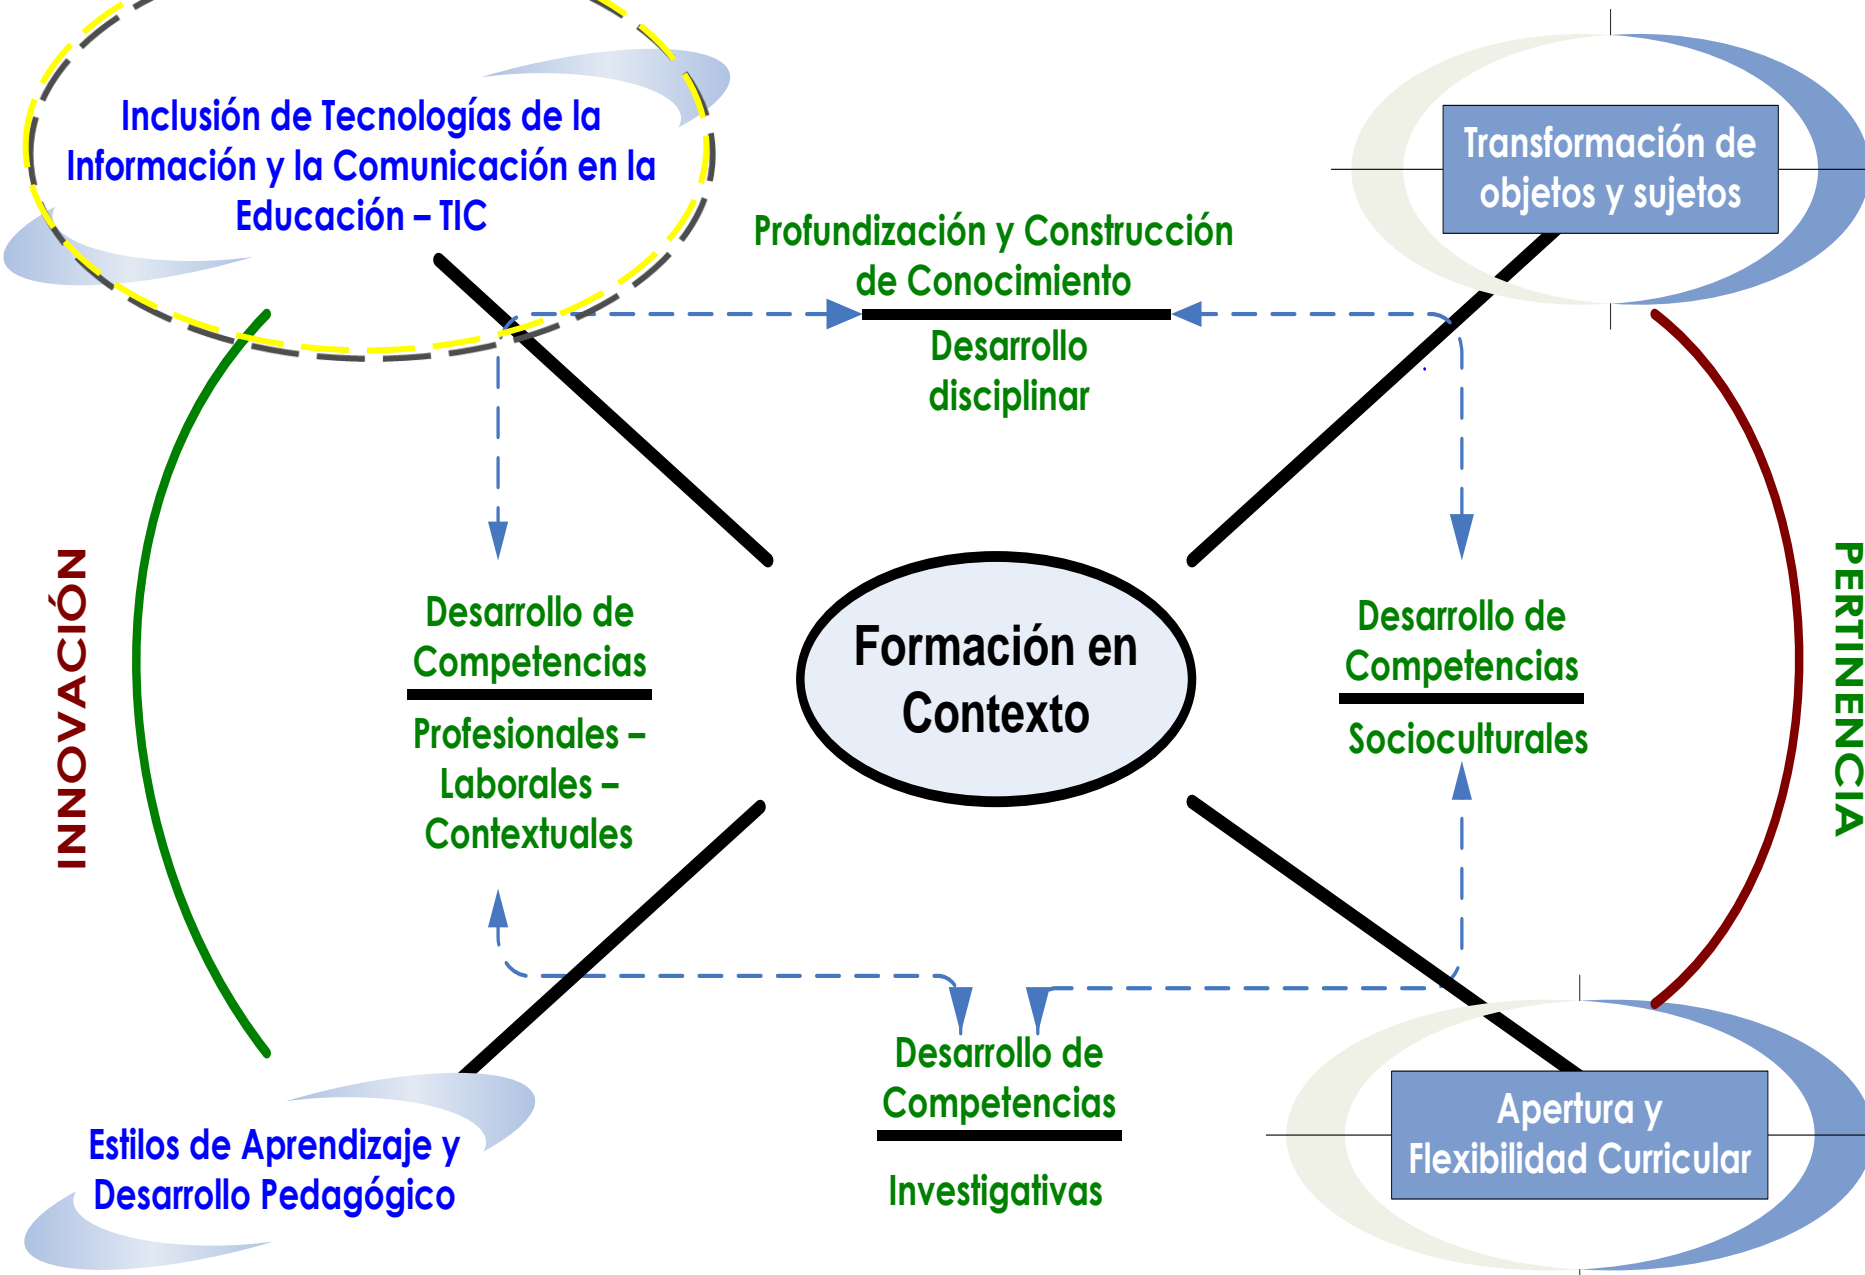 Inclusión de Tecnologías de la
Información y la Comunicación en la
Educación – TIC
Transformación de
objetos y sujetos
Profundización y Construcción
de Conocimiento
Desarrollo
disciplinar
INNOVACIÓN
Desarrollo de
Competencias
Profesionales –
Laborales –
Contextuales
Formación en
Contexto
Desarrollo de
Competencias
Socioculturales
PERTINENCIA
Estilos de Aprendizaje y
Desarrollo Pedagógico
Desarrollo de
Competencias
Investigativas
Apertura y
Flexibilidad Curricular